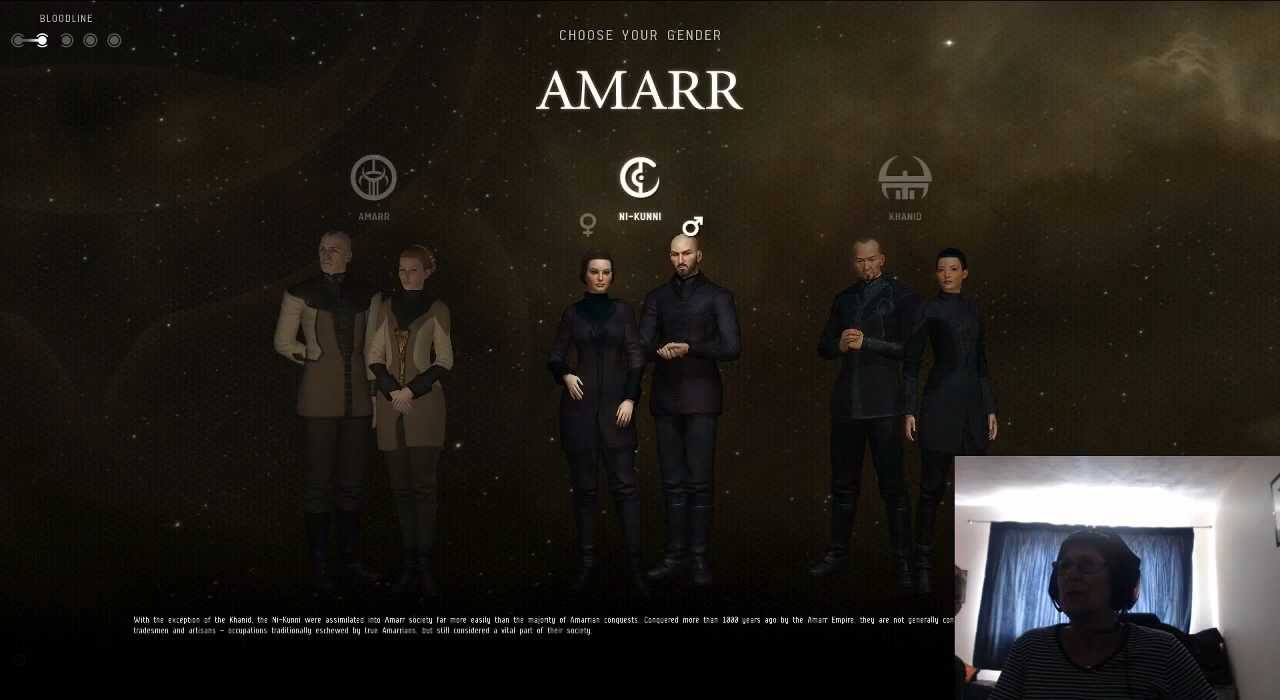 BLOODLINE
CHOOSE YOUR GENDER
AMARR
AMARR
NI-KUNNI
KHANID
With the exception of the Khanid, the Ni-Kunni were assimilated into Amarr society far more easily than the majority of Amarrian conquests. Conquered more than 1000 years ago by the Amarr Empire, they are not generally con
tradesmen and artisans - occupations traditionally eschewed by true Amarrians, but still considered a vital part of their society.